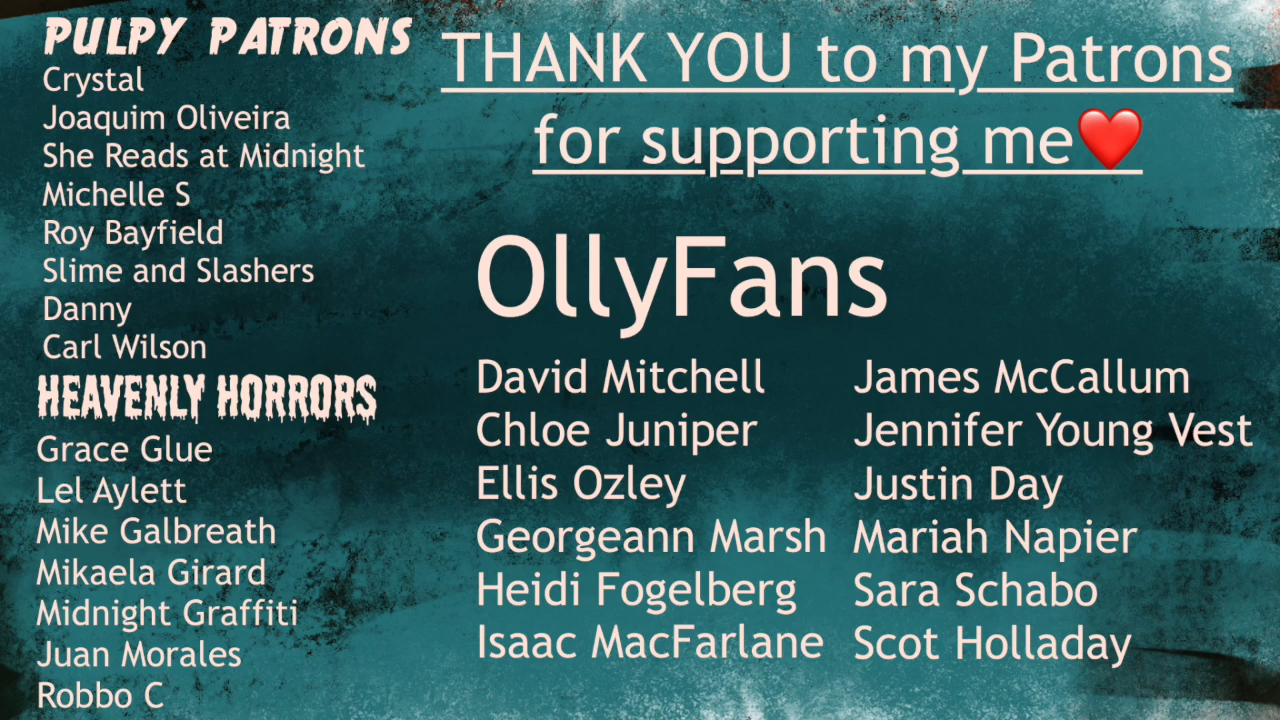 PULPY PATRONS
Crystal
Joaquim Oliveira
She Reads at Midnight
Michelle S
Roy Bayfield
Slime and Slashers
Danny
Carl Wilson
HEAVENLY HORRORS
Grace Glue
Lel Aylett
Mike Galbreath
Mikaela Girard
Midnight Graffiti
Juan Morales
Robbo C
THANK YOU to my Patrons
for supporting me❤️
OllyFans
David Mitchell
Chloe Juniper
Ellis Ozley
Georgeann Marsh
Heidi Fogelberg
Isaac MacFarlane
James McCallum
Jennifer Young Vest
Justin Day
Mariah Napier
Sara Schabo
Scot Holladay